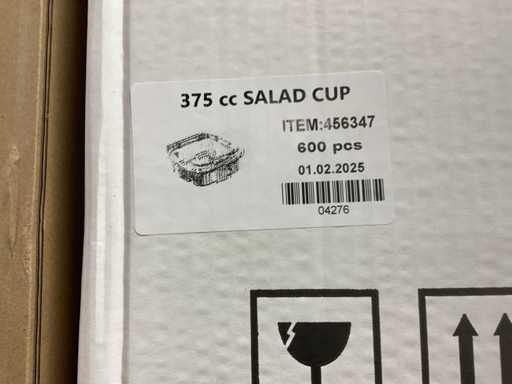 375 cc SALAD CUP
ITEM:456347
600 pcs
01.02.2025
04276